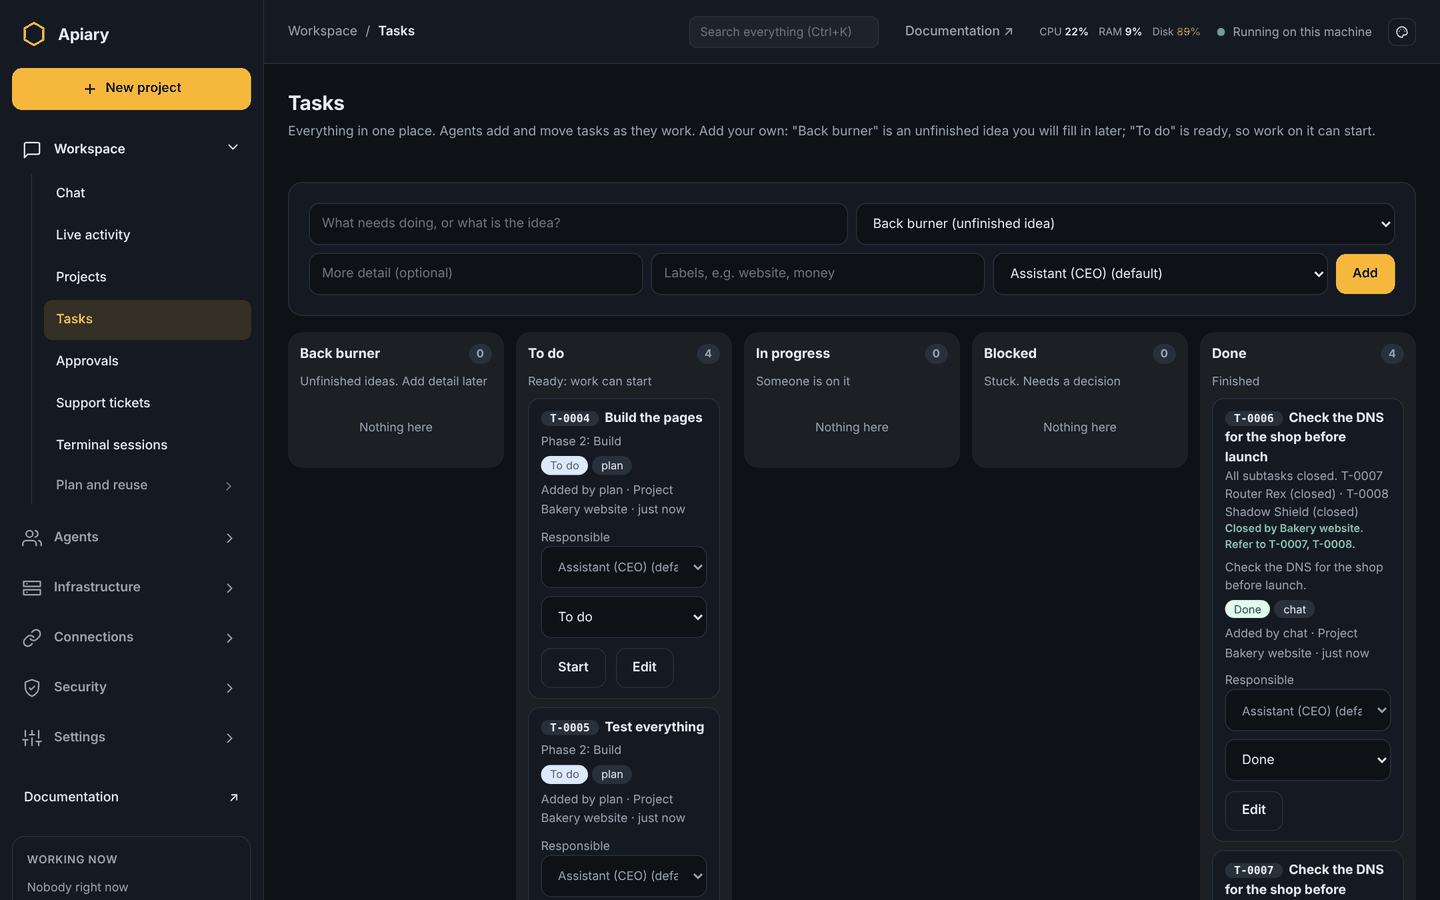 Apiary
New project
Workspace
Chat
Live activity
Projects
Tasks
Approvals
Support tickets
Terminal sessions
Plan and reuse
Agents
Infrastructure
Connections
Security
Settings
Documentation
WORKING NOW
Nobody right now
Workspace / Tasks
Search everything (Ctrl+K)
Documentation
CPU 22% RAM 9% Disk 89%
Running on this machine
Tasks
Everything in one place. Agents add and move tasks as they work. Add your own: "Back burner" is an unfinished idea you will fill in later; "To do" is ready, so work on it can start.
What needs doing, or what is the idea?
Back burner (unfinished idea)
More detail (optional)
Labels, e.g. website, money
Assistant (CEO) (default)
Add
Back burner 0
Unfinished ideas. Add detail later
Nothing here
To do 4
Ready: work can start
T-0004 Build the pages
Phase 2: Build
To do plan
Added by plan · Project
Bakery website · just now
Responsible
Assistant (CEO) (defa
To do
Start
Edit
T-0005 Test everything
Phase 2: Build
To do plan
Added by plan · Project
Bakery website · just now
Responsible
Assistant (CEO) (defa
In progress 0
Someone is on it
Nothing here
Blocked 0
Stuck. Needs a decision
Nothing here
Done 4
Finished
T-0006 Check the DNS
for the shop before
launch
All subtasks closed. T-0007
Router Rex (closed) · T-0008
Shadow Shield (closed)
Closed by Bakery website.
Refer to T-0007, T-0008.
Check the DNS for the shop
before launch.
Done chat
Added by chat · Project
Bakery website · just now
Responsible
Assistant (CEO) (defa
Done
Edit
T-0007 Check the DNS
for the shop before